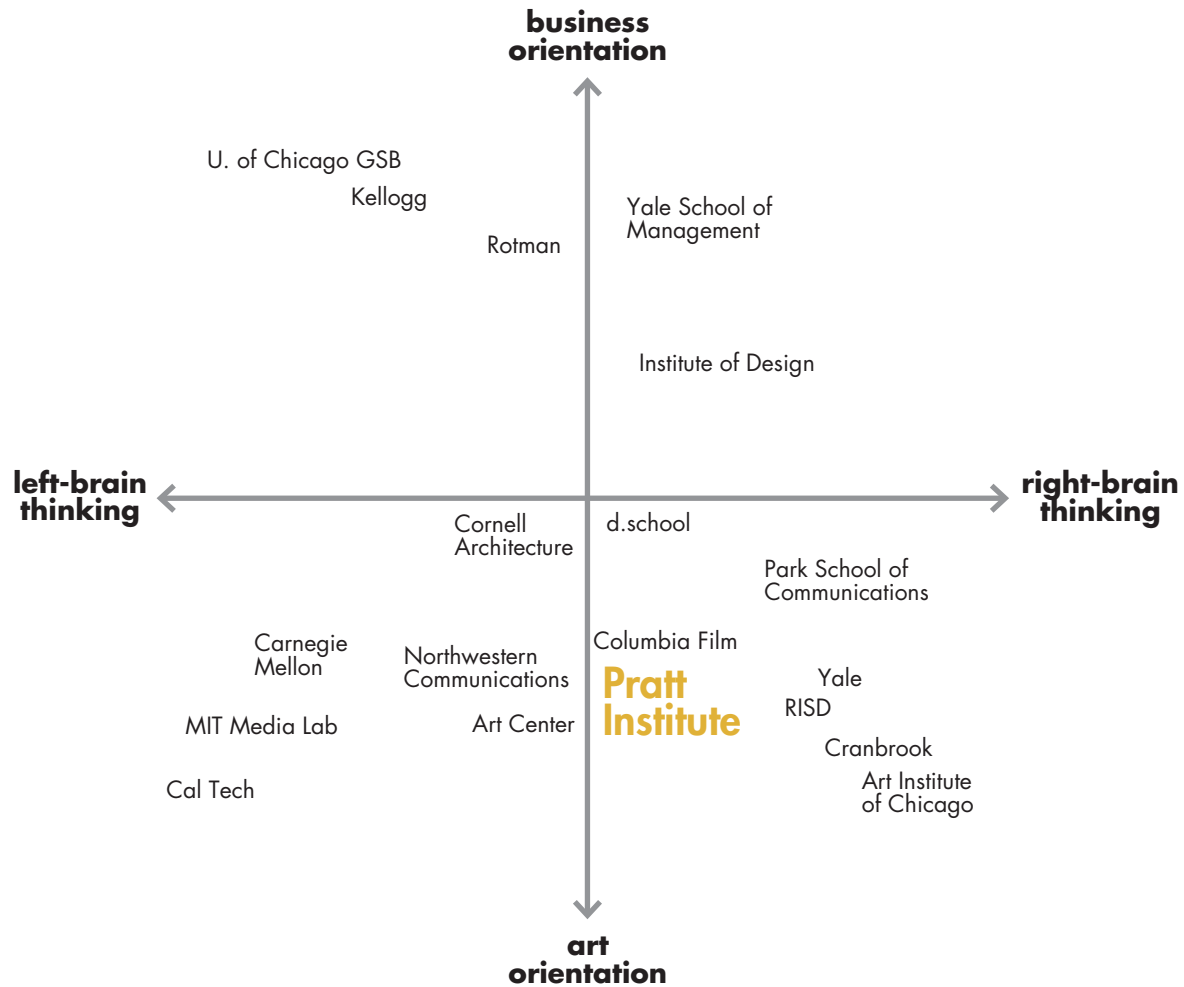 business
orientation
U. of Chicago GSB
Kellogg
Yale School of
Management
Rotman
Institute of Design
left-brain
thinking
right-brain
thinking
Cornell
Architecture
d.school
Park School of
Communications
Carnegie
Mellon
Northwestern
Communications
Columbia Film
Pratt
Institute
Yale
RISD
MIT Media Lab
Art Center
Cranbrook
Cal Tech
Art Institute
of Chicago
art
orientation